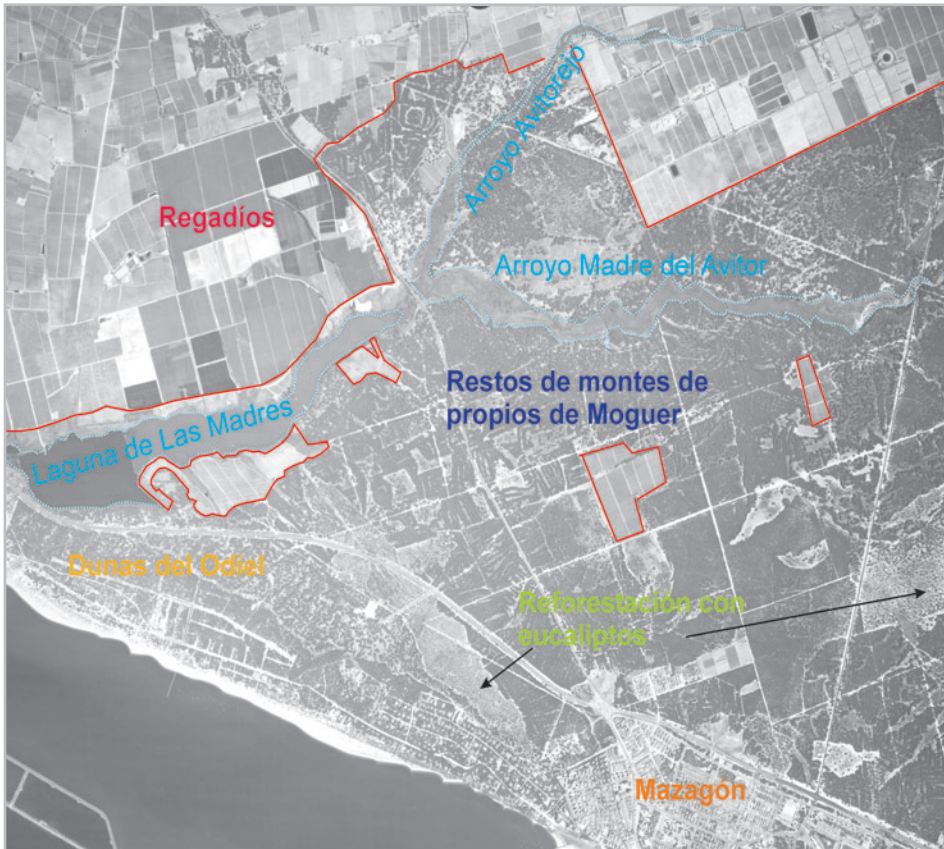 Arroyo Avitorejo
Regadíos
Arroyo Madre del Avitor
Restos de montes de
propios de Moguer
Laguna de Las Madres
Dunas del Odiel
Reforestación con
eucaliptos
Mazagón